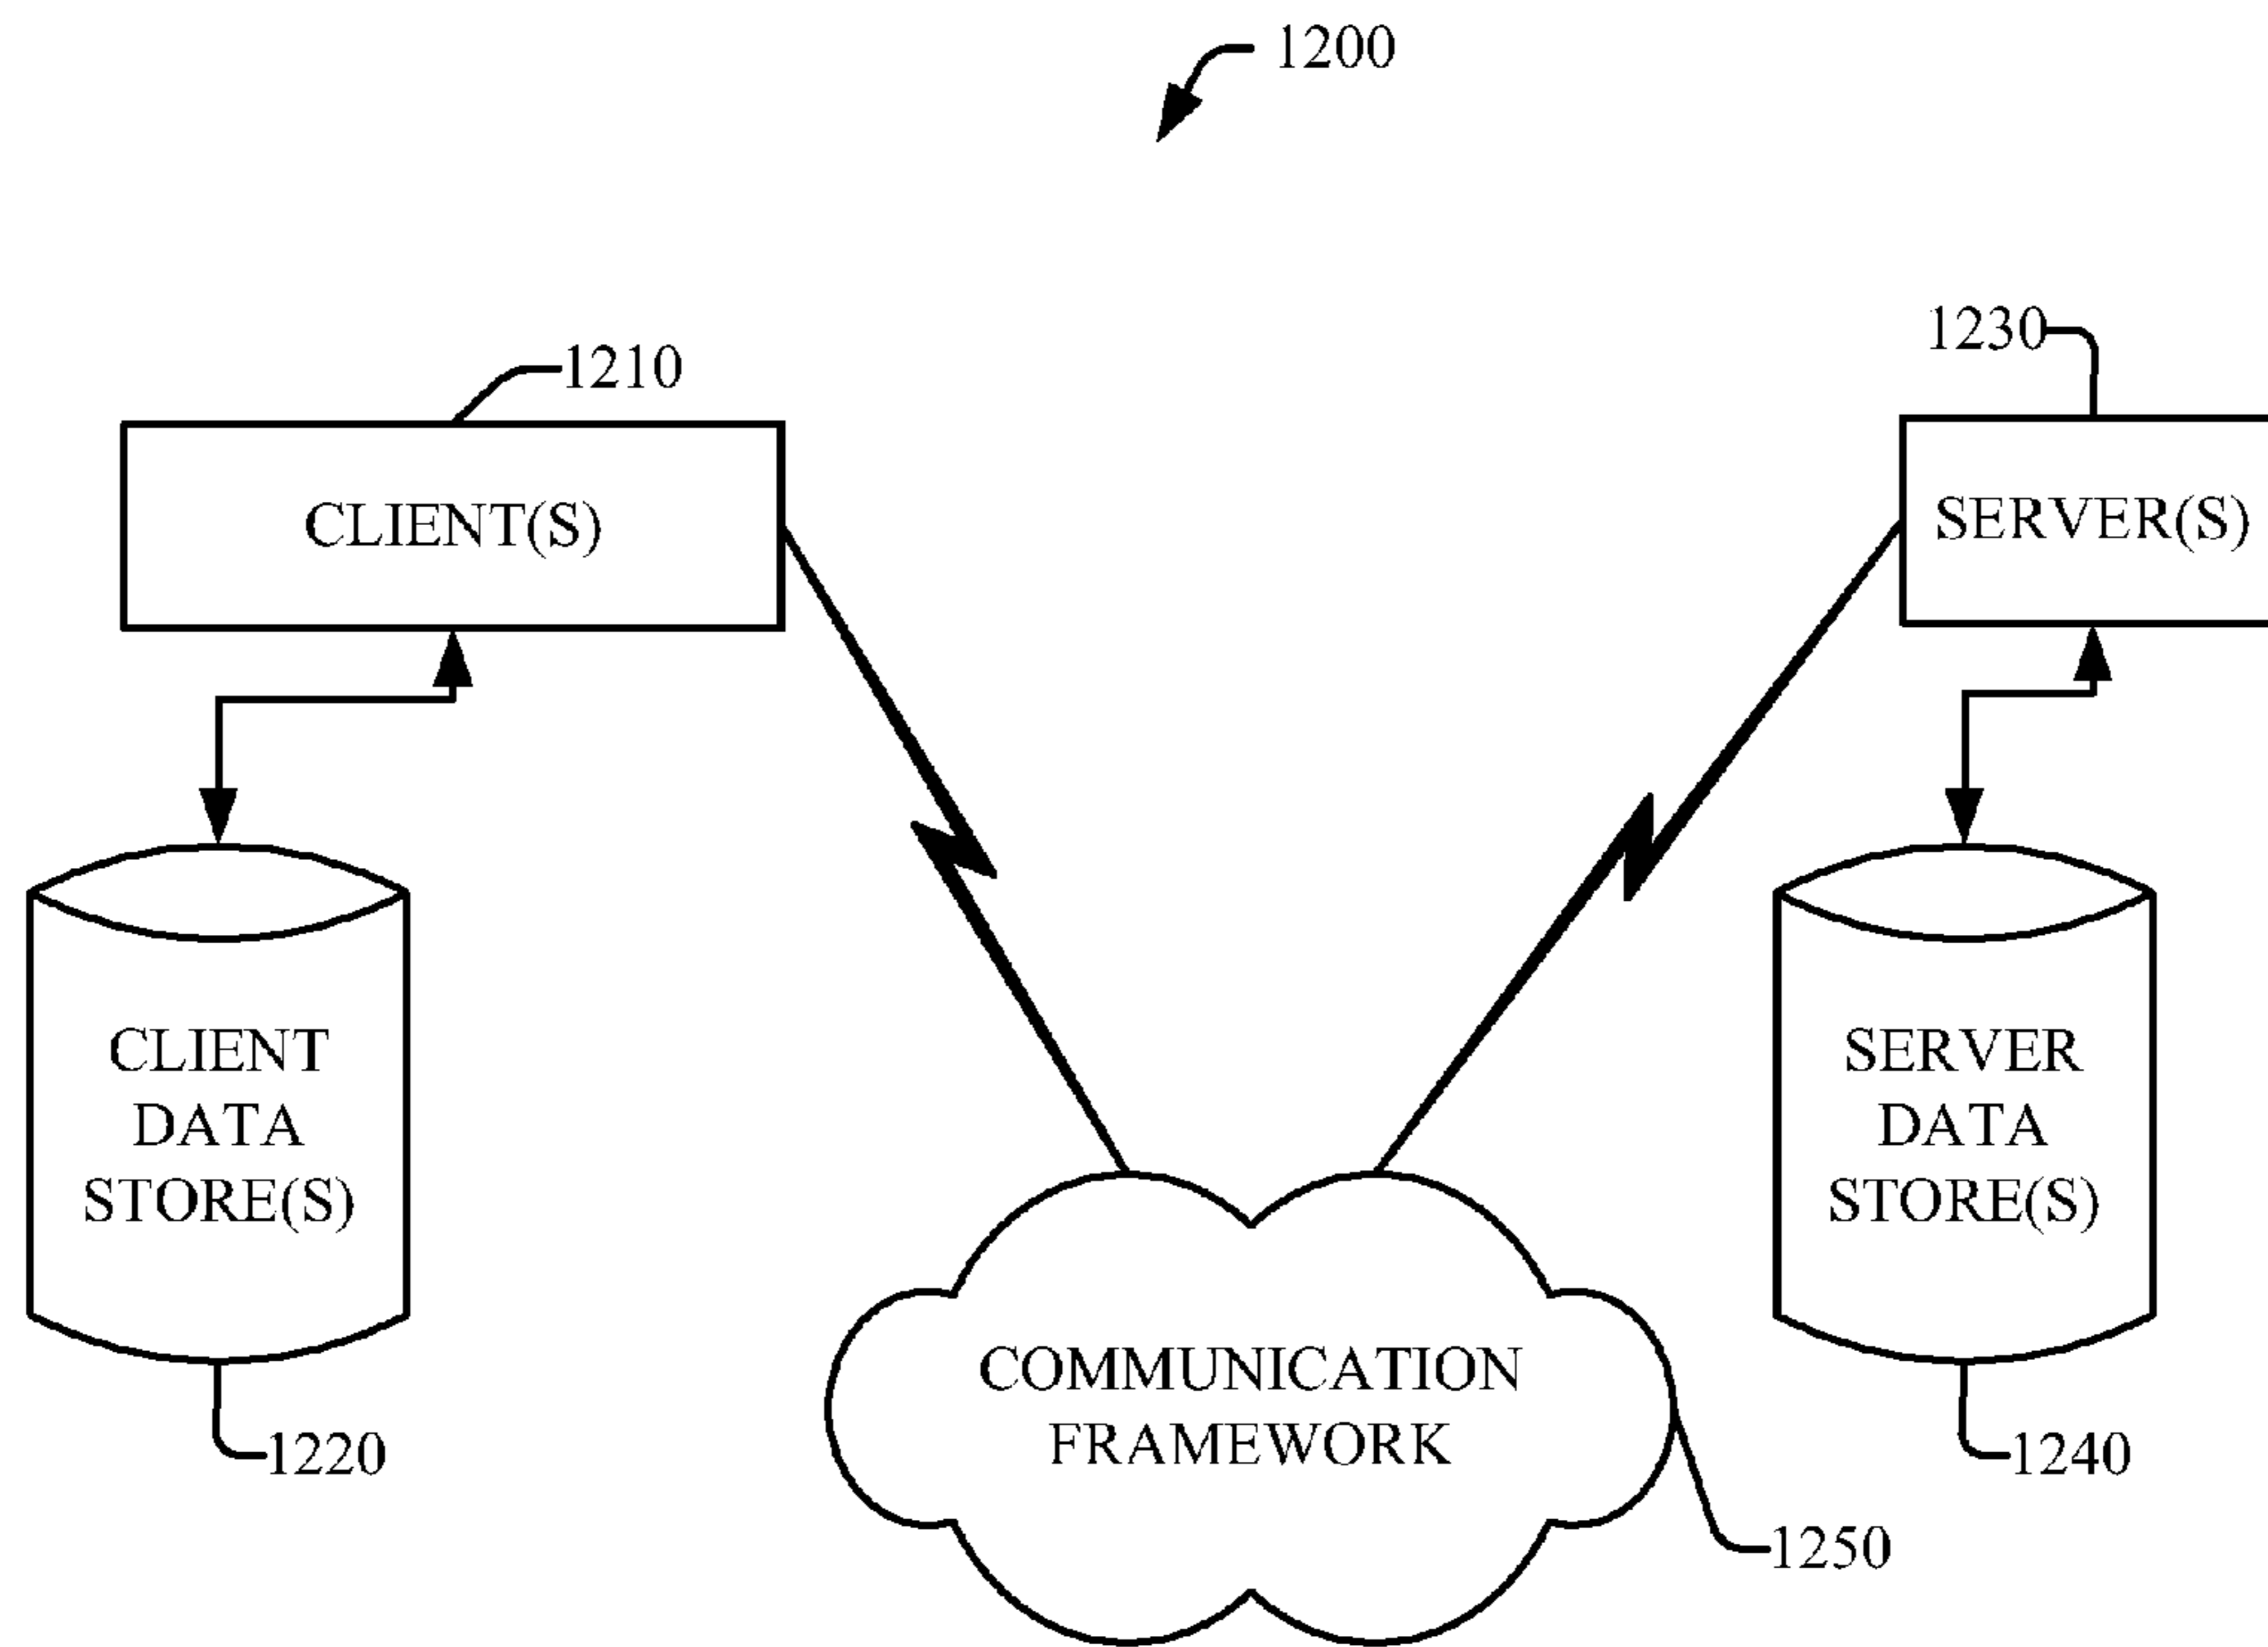 1200
1210
1230
CLIENT(S)
SERVER(S)
CLIENT
DATA
STORE(S)
SERVER
DATA
STORE(S)
COMMUNICATION
FRAMEWORK
1220
1240
1250